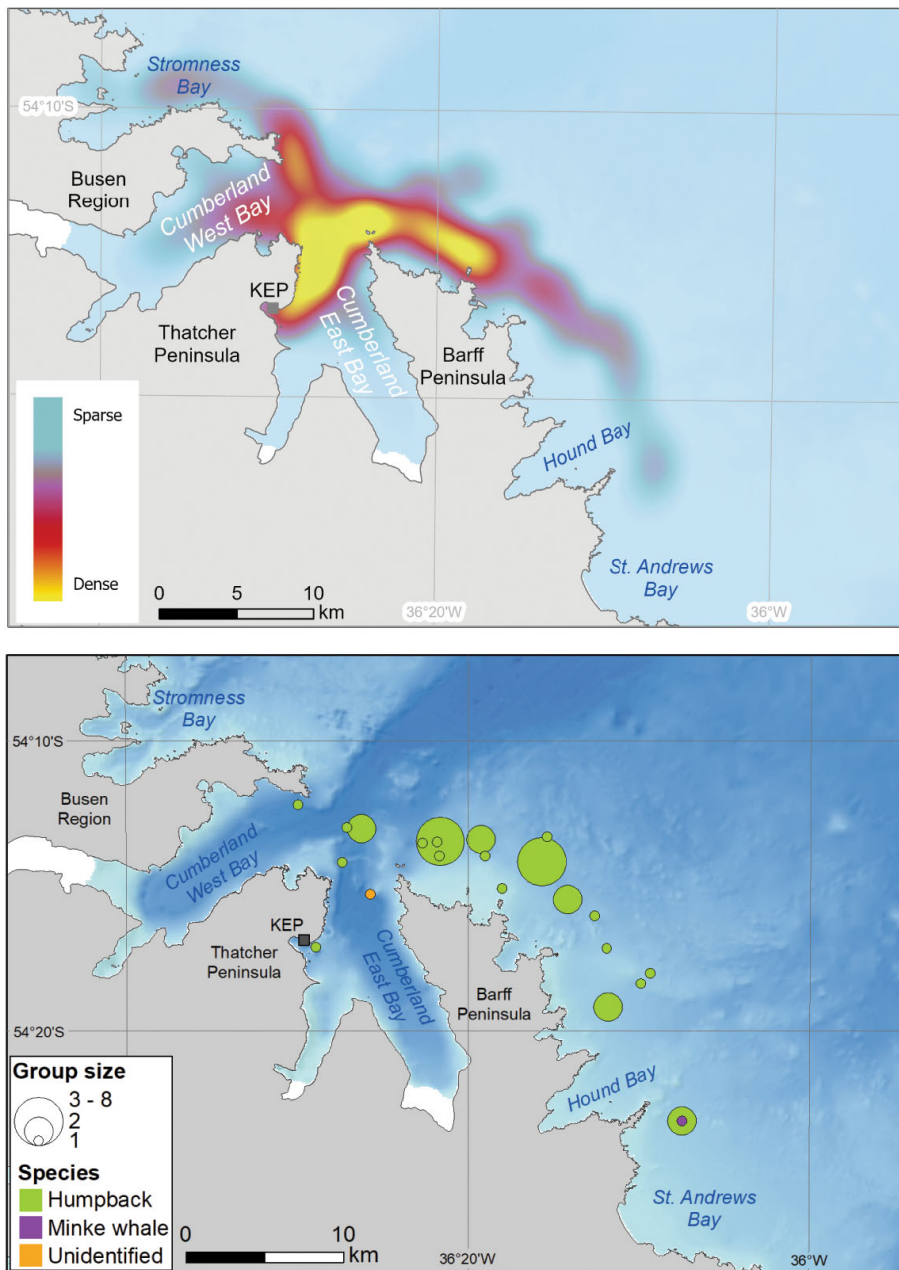 Stromness
Bay
54°10'S
Busen
Region
Cumberland
West Bay
KEP
Thatcher
Peninsula
Cumberland
East Bay
Barff
Peninsula
Sparse
Dense
Hound Bay
St. Andrews
Bay
0 5 10
km
36°20'W
36°W
Stromness
Bay
54°10'S
Busen
Region
Cumberland
West Bay
KEP
Thatcher
Peninsula
Cumberland
East Bay
Barff
Peninsula
54°20'S
Hound Bay
Group size
3 - 8
2
1
Species
Humpback
Minke whale
Unidentified
St. Andrews
Bay
0 10
km
36°20'W
36°W